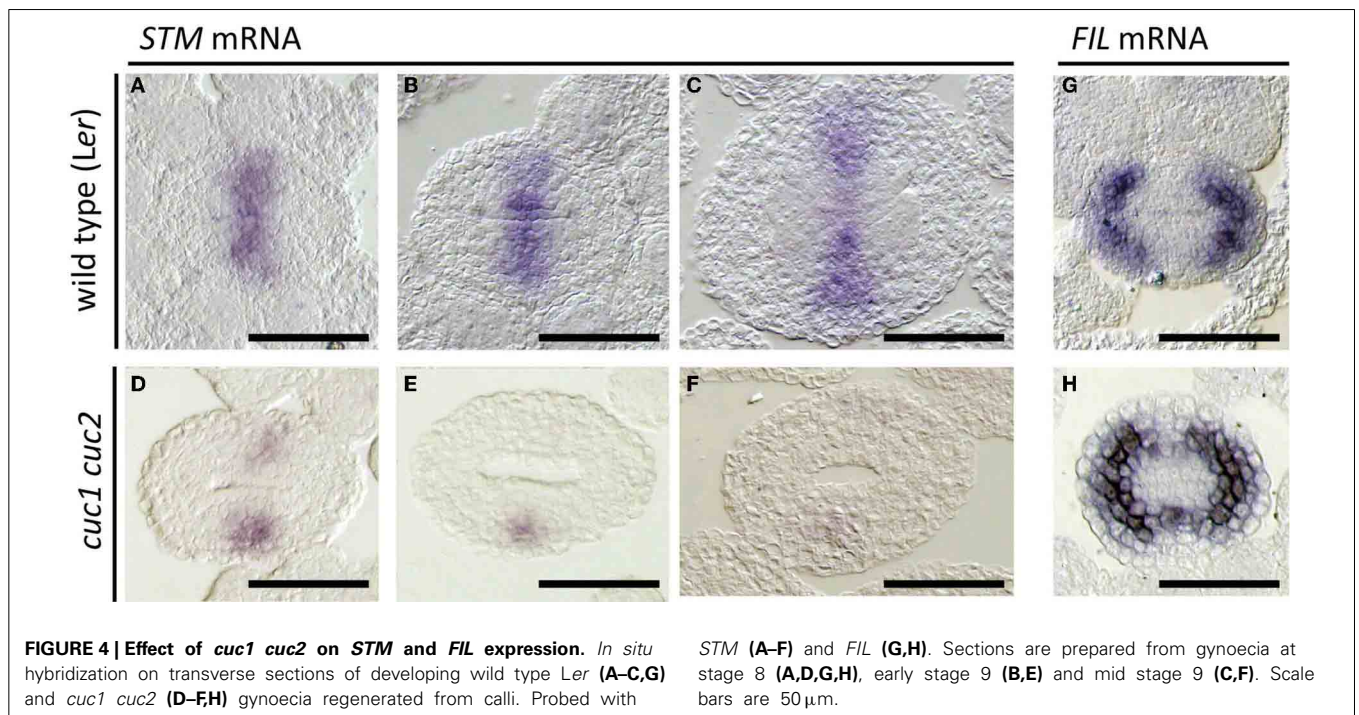 STM mRNA
FIL mRNA
wild type (Ler)
A
B
C
G
cuc1 cuc2
D
E
F
H
FIGURE 4 | Effect of cuc1 cuc2 on STM and FIL expression. In situ
hybridization on transverse sections of developing wild type Ler (A–C,G)
and cuc1 cuc2 (D–F,H) gynoecia regenerated from calli. Probed with
STM (A–F) and FIL (G,H). Sections are prepared from gynoecia at
stage 8 (A,D,G,H), early stage 9 (B,E) and mid stage 9 (C,F). Scale
bars are 50 μm.